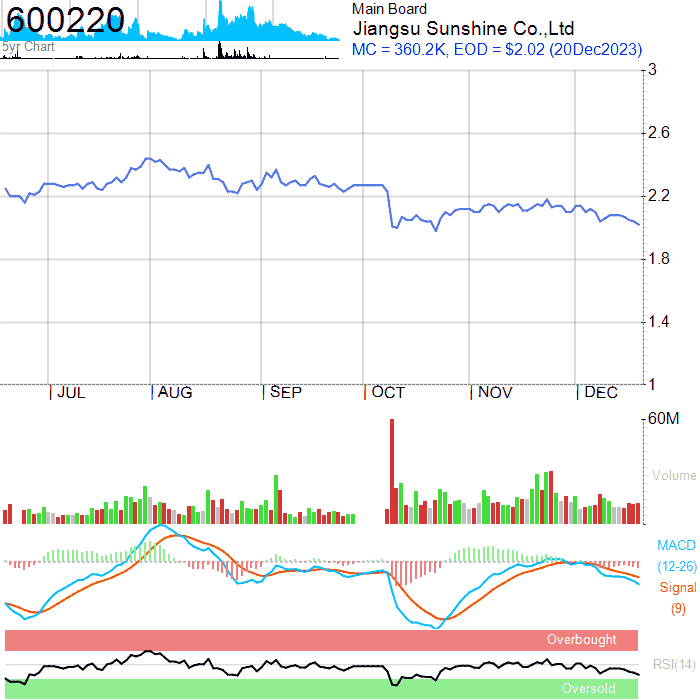 600220
5yr Chart
Main Board
Jiangsu Sunshine Co.,Ltd
MC = 360.2K, EOD = $2.02 (20Dec2023)
3
2.6
2.2
1.8
1.4
1
JUL AUG SEP OCT NOV DEC
60M
Volume
MACD
(12-26)
Signal
(9)
Overbought
RSI(14)
Oversold